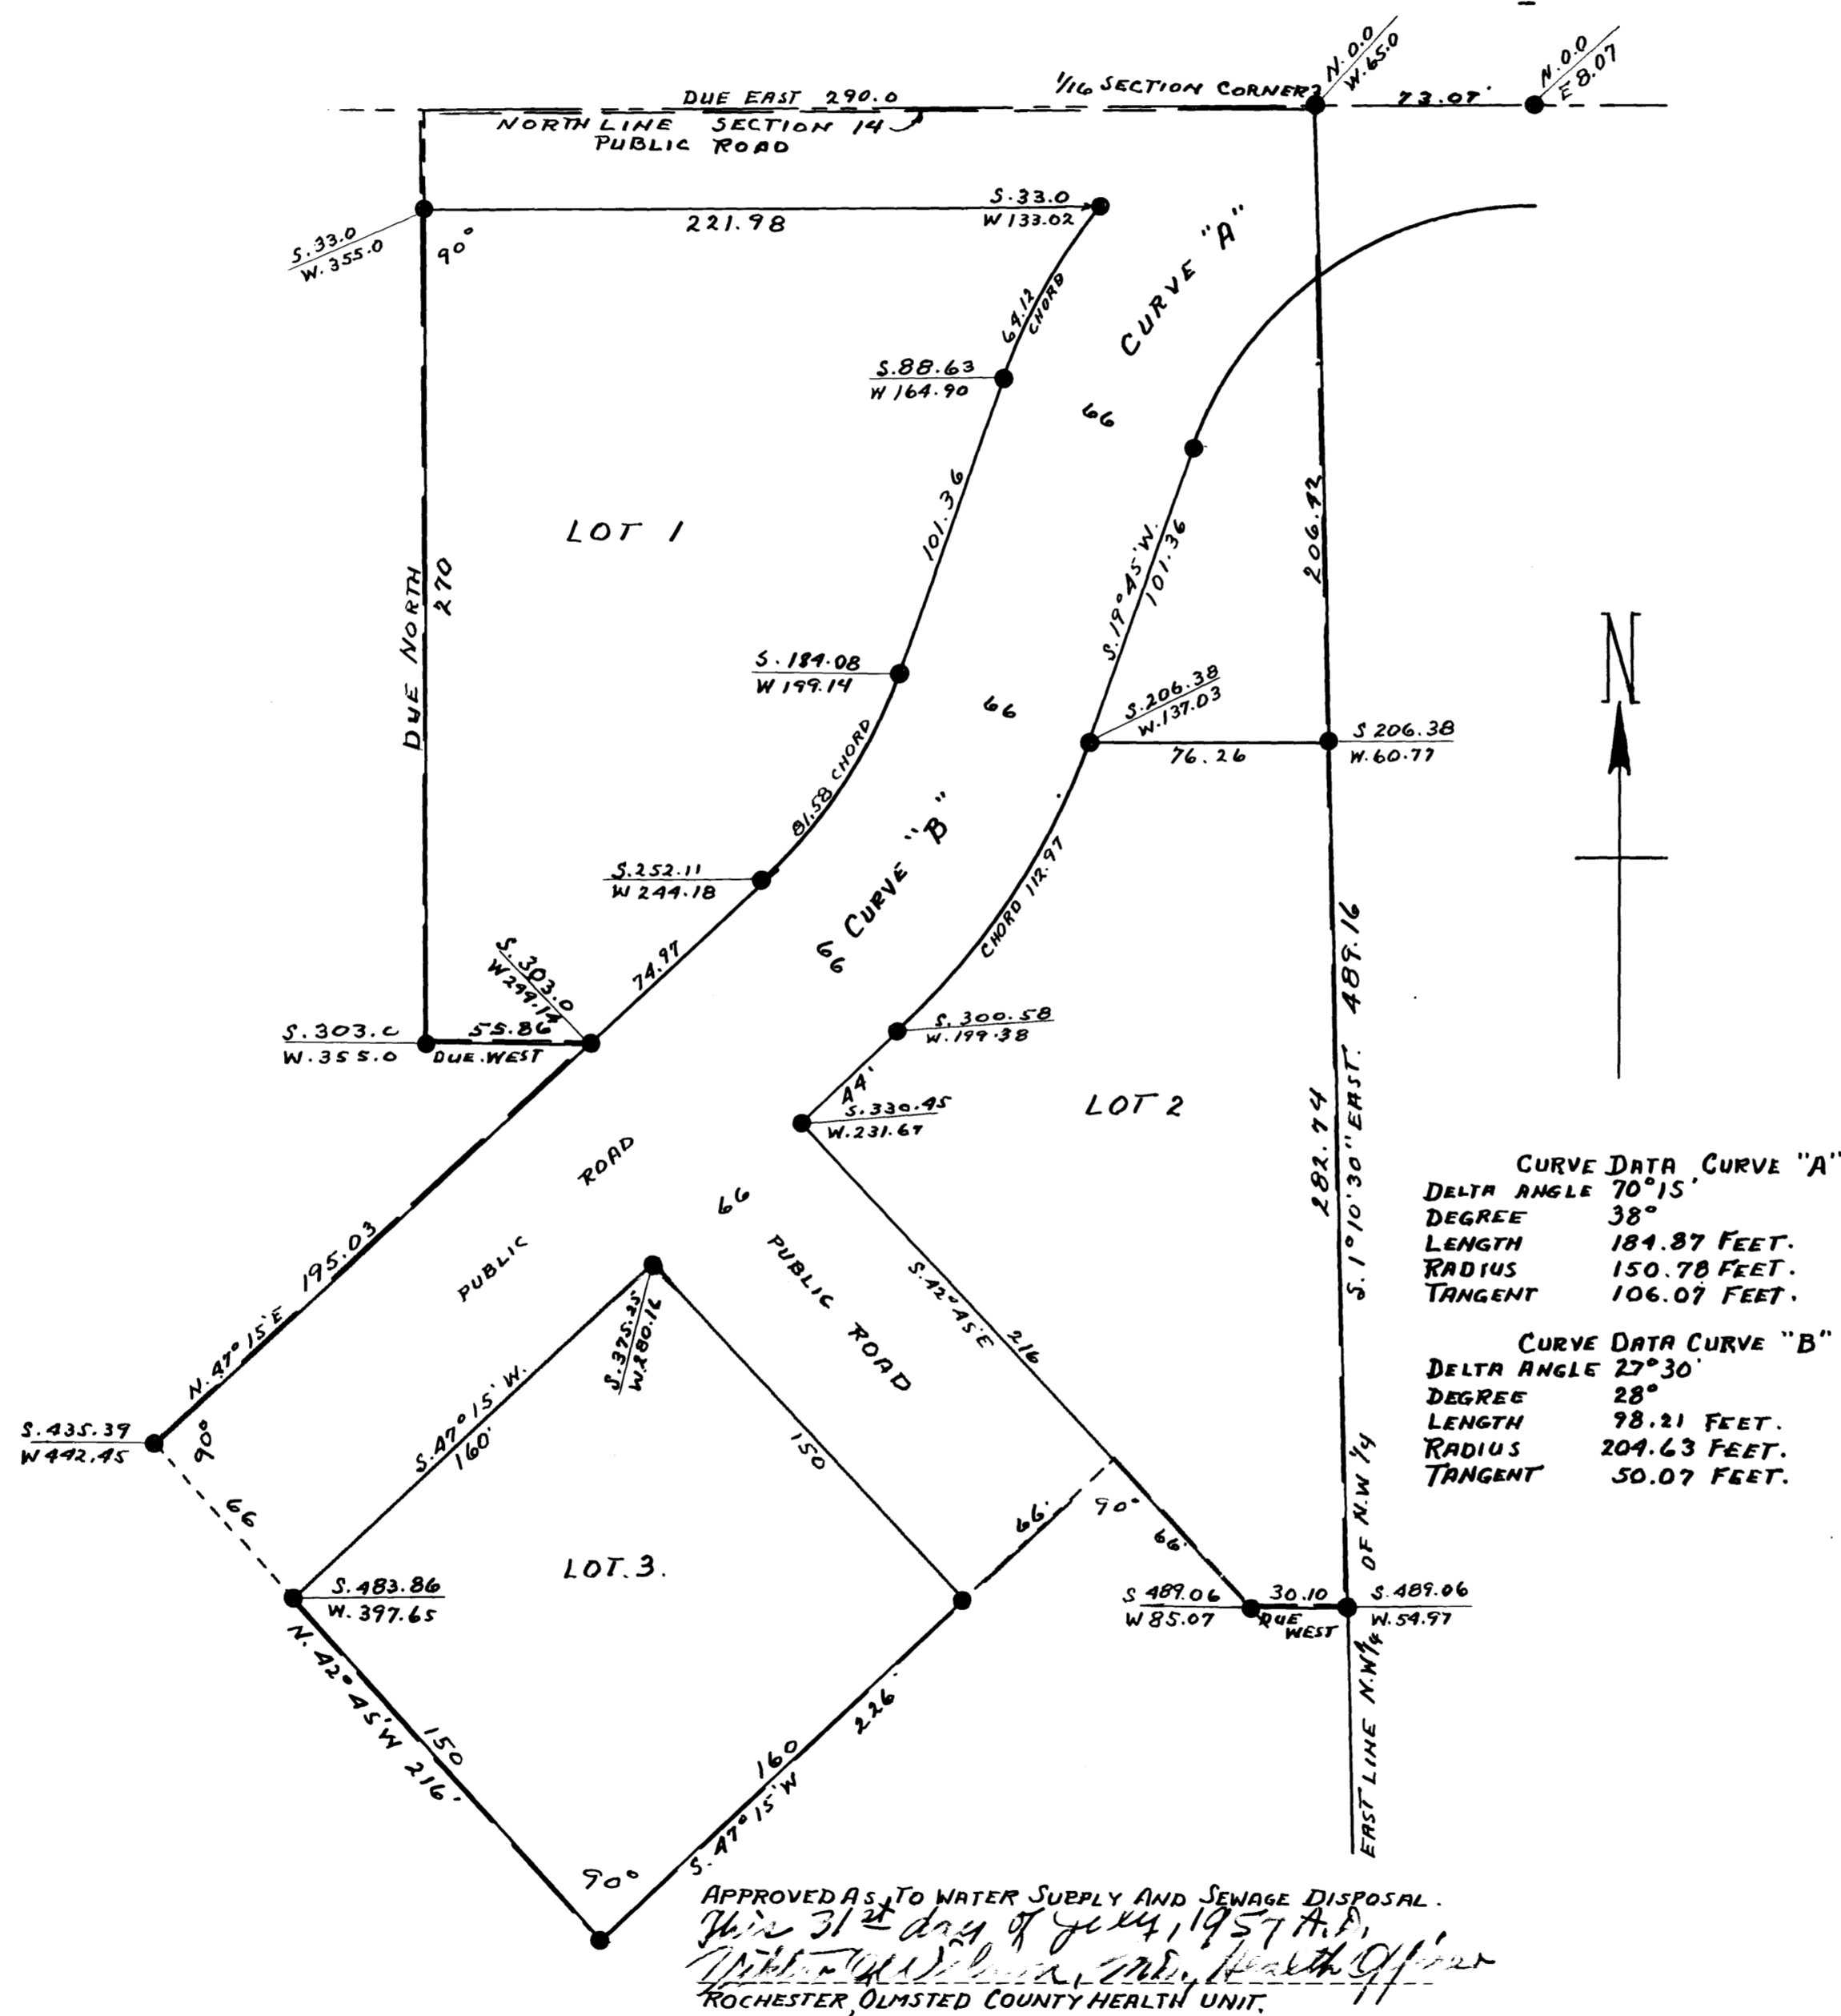 N. 0.0
W. 65.0
N. 0.0
E 8.07
1/16 SECTION CORNER
73.07'
DUE EAST 290.0
NORTH LINE SECTION 14
PUBLIC ROAD
S. 33.0
W 133.02
221.98
S. 33.0
W. 355.0
90°
CURVE "A"
64.12
CHORD
S. 88.63
W 164.90
66
101.36
LOT 1
206.42
S. 19° 45' W.
101.36
DUE NORTH
270
N
S. 184.08
W 199.14
66
S. 206.38
W. 137.03
76.26
S 206.38
W. 60.77
81.58 CHORD
CURVE "B"
66
CHORD 112.97
S. 252.11
W 244.18
74.97
S. 303.0
W 299.14
S. 303.0
W. 355.0
55.86
DUE. WEST
S. 300.58
W. 199.38
44'
S. 330.45
W. 231.67
LOT 2
282.74
S. 1° 10' 30" EAST. 489.16
CURVE DATA CURVE "A"
DELTA ANGLE 70° 15'
DEGREE 38°
LENGTH 184.87 FEET.
RADIUS 150.78 FEET.
TANGENT 106.07 FEET.
CURVE DATA CURVE "B"
DELTA ANGLE 27° 30'
DEGREE 28°
LENGTH 98.21 FEET.
RADIUS 204.63 FEET.
TANGENT 50.07 FEET.
PUBLIC ROAD
66
PUBLIC ROAD
S. 42° 45' E
216
195.03
N. 47° 15' E
S. 375.25
W. 280.16
S. 435.39
W 442.45
90°
66
S. 47° 15' W.
160'
150
66'
90°
66'
LOT. 3.
S. 483.86
W. 397.65
S 489.06
W 85.07
30.10
DUE
WEST
S. 489.06
W. 54.97
EAST LINE N.W 1/4 OF N.W 1/4
N. 42° 45' W 216'
150
226'
160
S. 47° 15' W
90°
APPROVED AS TO WATER SUPPLY AND SEWAGE DISPOSAL.
This 31st day of July, 1957 A.D.
Health Officer
ROCHESTER, OLMSTED COUNTY HEALTH UNIT.